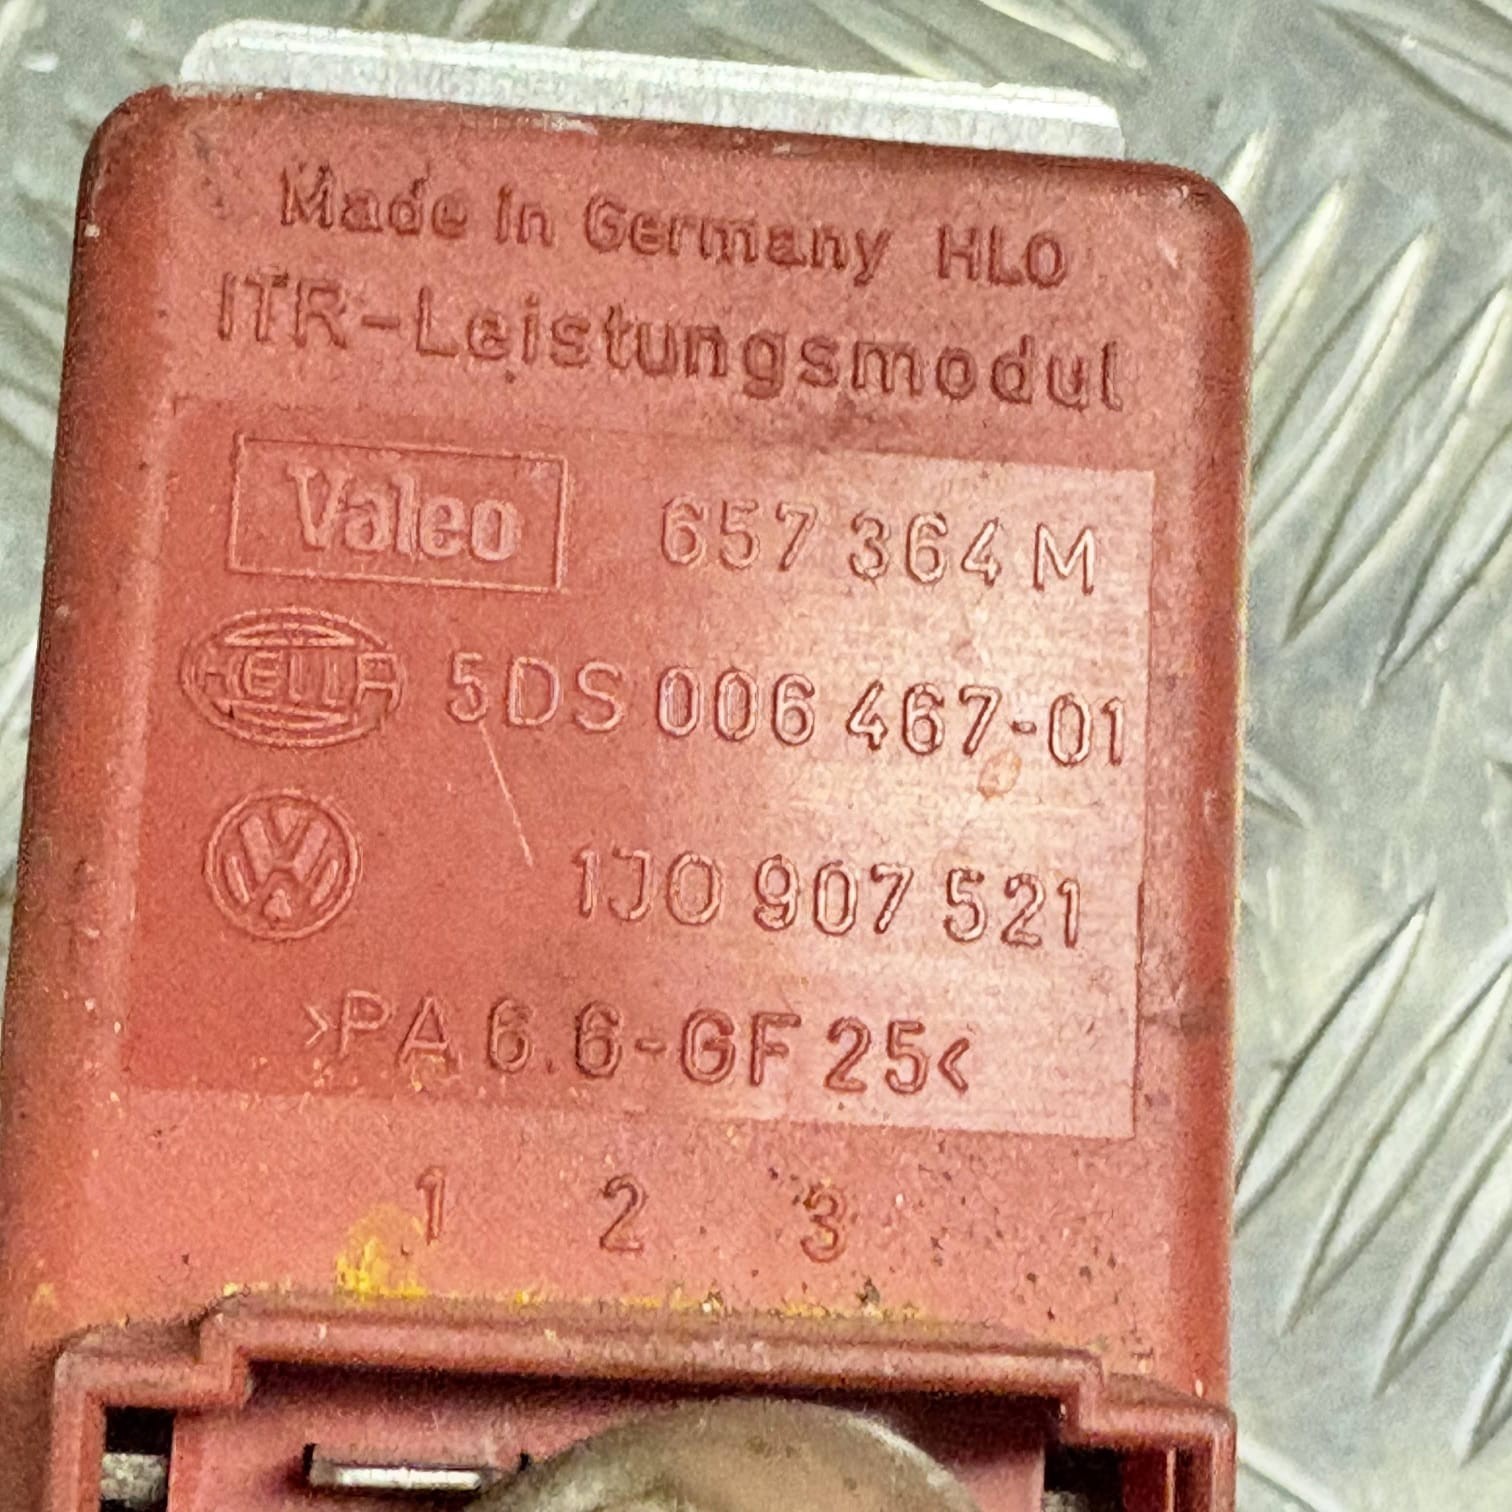 Made in Germany HLO
ITR-Leistungsmodul
Valeo 657 364 M
HELLA 5DS 006 467-01
VW 1J0 907 521
>PA 6.6-GF 25<
1 2 3